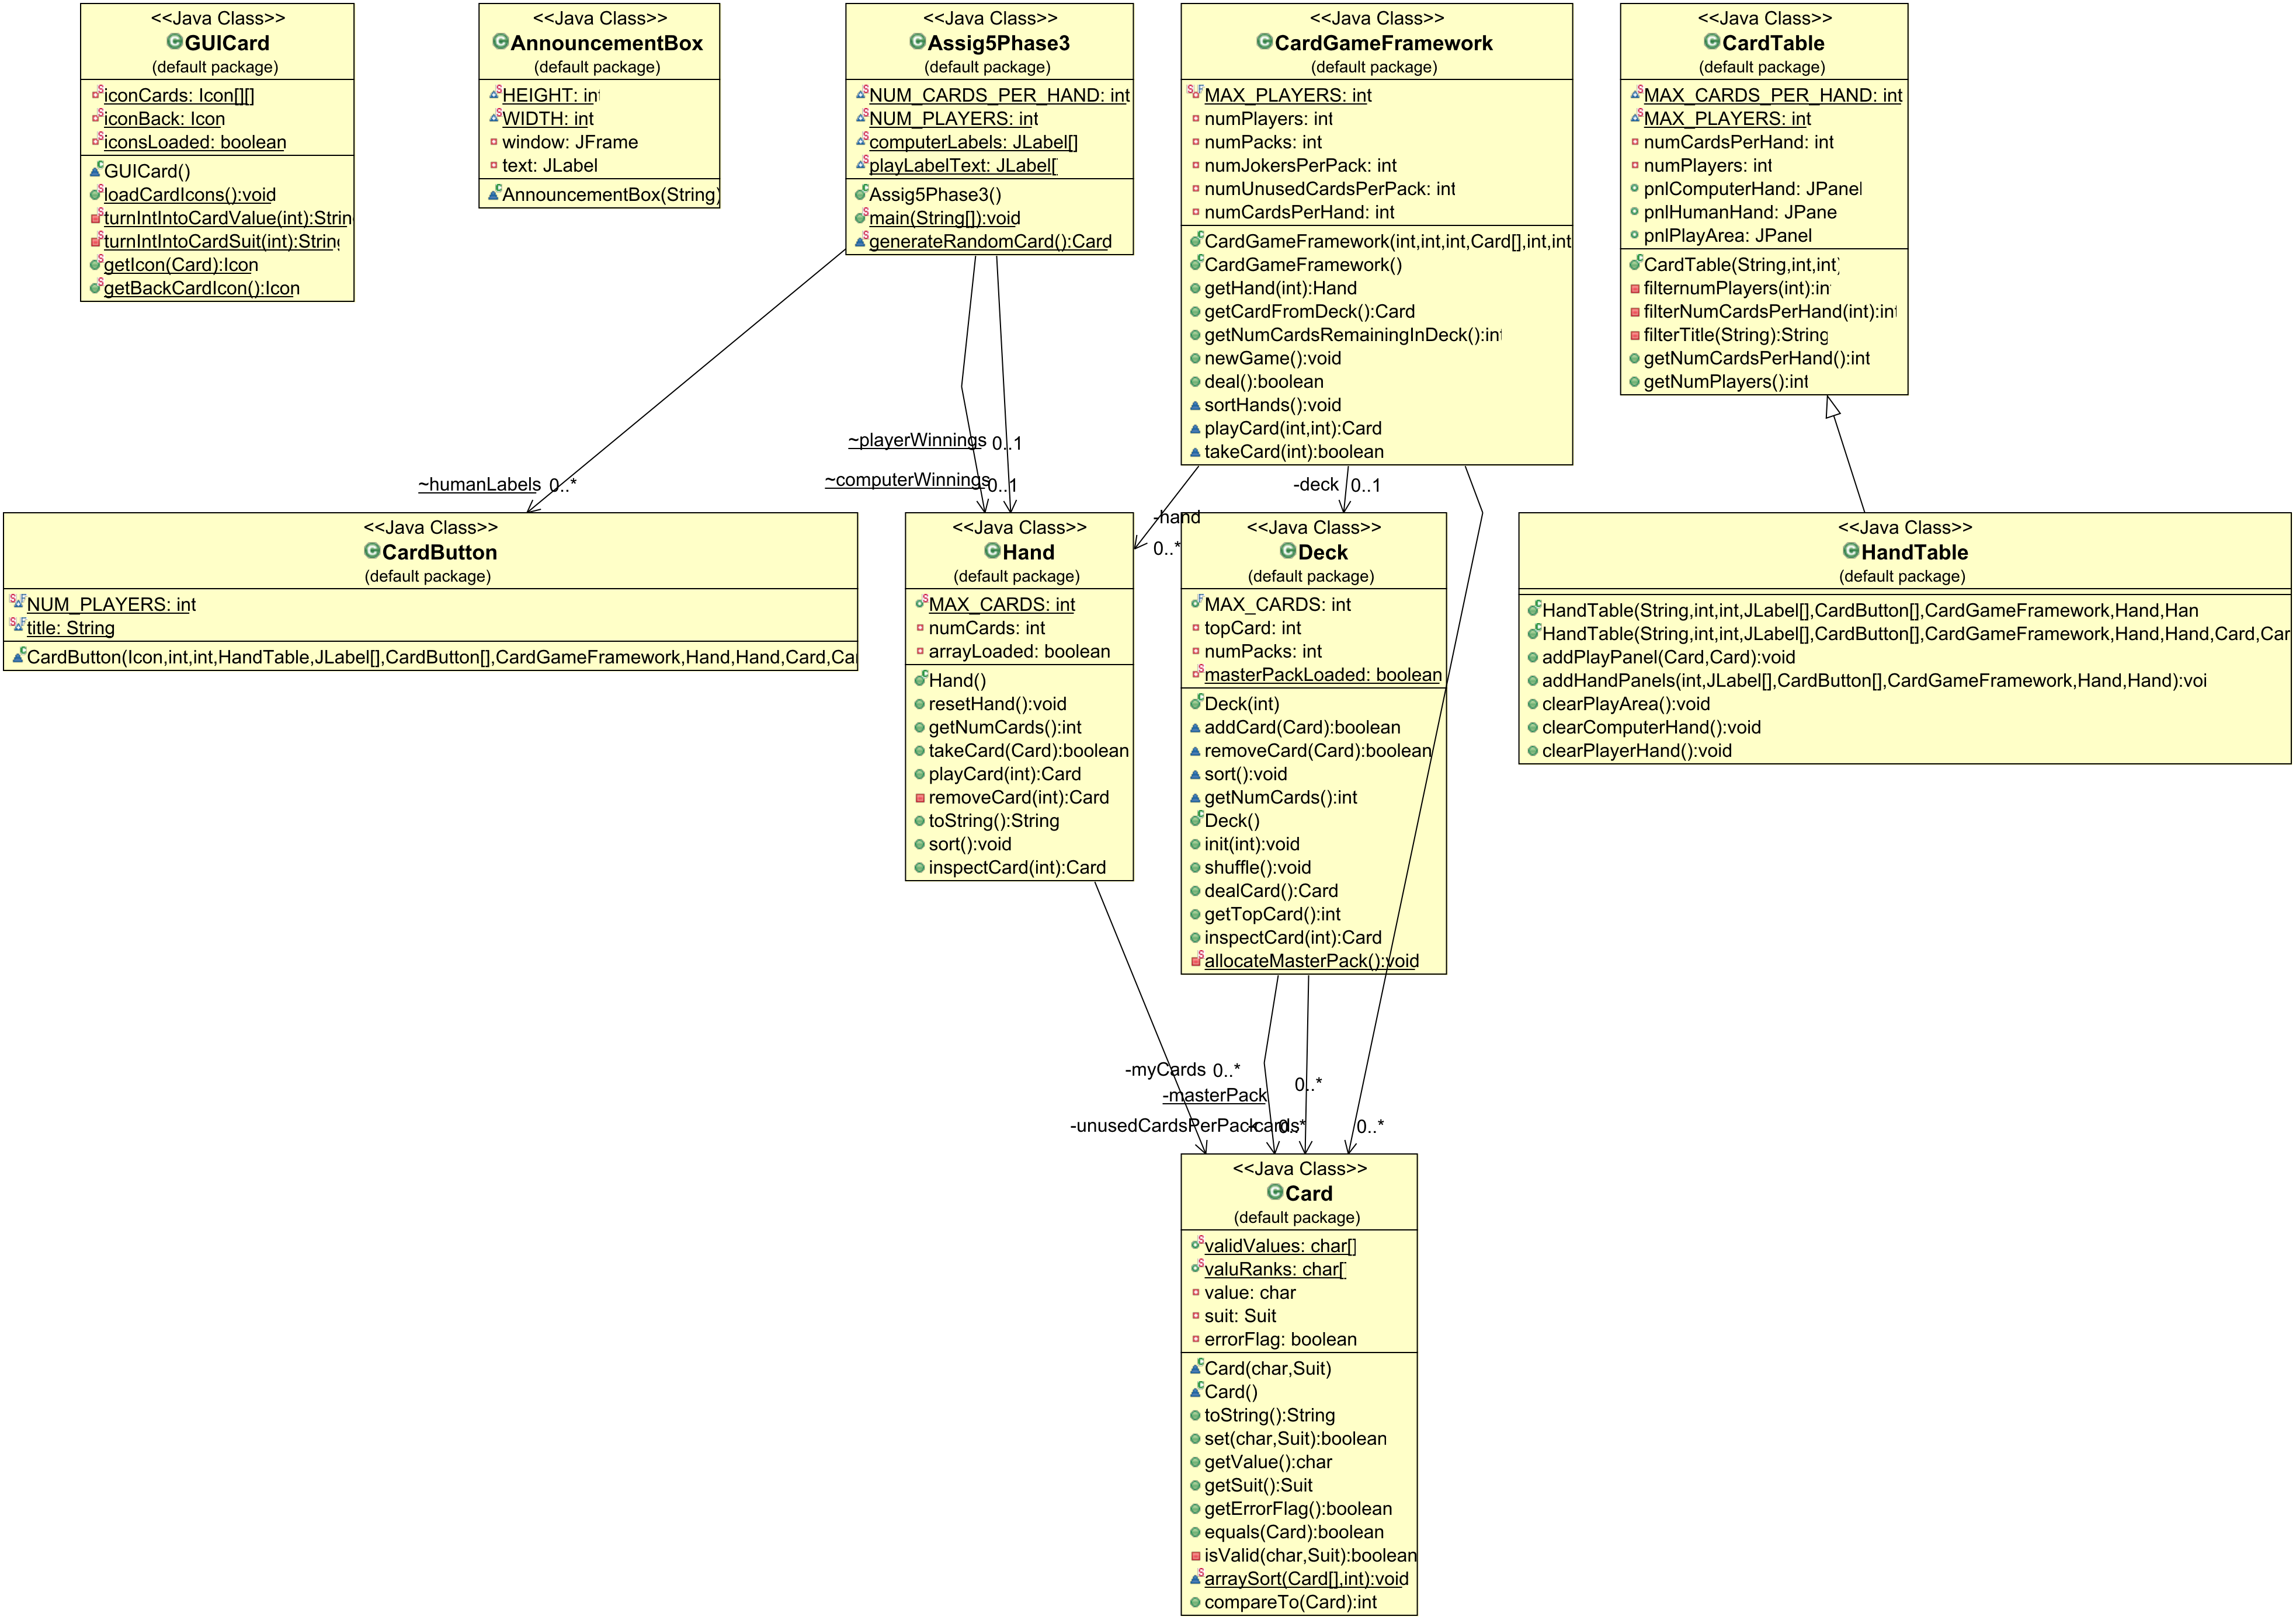 <<Java Class>>
GUICard
(default package)
iconCards: Icon[][]
iconBack: Icon
iconsLoaded: boolean
GUICard()
loadCardIcons():void
turnIntIntoCardValue(int):Strin
turnIntIntoCardSuit(int):String
getIcon(Card):Icon
getBackCardIcon():Icon
<<Java Class>>
AnnouncementBox
(default package)
HEIGHT: int
WIDTH: int
window: JFrame
text: JLabel
AnnouncementBox(String)
<<Java Class>>
Assig5Phase3
(default package)
NUM_CARDS_PER_HAND: int
NUM_PLAYERS: int
computerLabels: JLabel[]
playLabelText: JLabel[
Assig5Phase3()
main(String[]):void
generateRandomCard():Card
<<Java Class>>
CardGameFramework
(default package)
MAX_PLAYERS: int
numPlayers: int
numPacks: int
numJokersPerPack: int
numUnusedCardsPerPack: int
numCardsPerHand: int
CardGameFramework(int,int,int,Card[],int,int
CardGameFramework()
getHand(int):Hand
getCardFromDeck():Card
getNumCardsRemainingInDeck():int
newGame():void
deal():boolean
sortHands():void
playCard(int,int):Card
takeCard(int):boolean
<<Java Class>>
CardTable
(default package)
MAX_CARDS_PER_HAND: int
MAX_PLAYERS: int
numCardsPerHand: int
numPlayers: int
pnlComputerHand: JPanel
pnlHumanHand: JPane
pnlPlayArea: JPanel
CardTable(String,int,int)
filternumPlayers(int):int
filterNumCardsPerHand(int):int
filterTitle(String):String
getNumCardsPerHand():int
getNumPlayers():int
~playerWinnings 0..1
~computerWinnings 0..1
~humanLabels 0..*
-deck 0..1
-hand
0..*
<<Java Class>>
CardButton
(default package)
NUM_PLAYERS: int
title: String
CardButton(Icon,int,int,HandTable,JLabel[],CardButton[],CardGameFramework,Hand,Hand,Card,Car
<<Java Class>>
Hand
(default package)
MAX_CARDS: int
numCards: int
arrayLoaded: boolean
Hand()
resetHand():void
getNumCards():int
takeCard(Card):boolean
playCard(int):Card
removeCard(int):Card
toString():String
sort():void
inspectCard(int):Card
<<Java Class>>
Deck
(default package)
MAX_CARDS: int
topCard: int
numPacks: int
masterPackLoaded: boolean
Deck(int)
addCard(Card):boolean
removeCard(Card):boolean
sort():void
getNumCards():int
Deck()
init(int):void
shuffle():void
dealCard():Card
getTopCard():int
inspectCard(int):Card
allocateMasterPack():void
<<Java Class>>
HandTable
(default package)
HandTable(String,int,int,JLabel[],CardButton[],CardGameFramework,Hand,Han
HandTable(String,int,int,JLabel[],CardButton[],CardGameFramework,Hand,Hand,Card,Car
addPlayPanel(Card,Card):void
addHandPanels(int,JLabel[],CardButton[],CardGameFramework,Hand,Hand):voi
clearPlayArea():void
clearComputerHand():void
clearPlayerHand():void
-myCards 0..*
0..*
-masterPack
-unusedCardsPerPack -cards 0..* 0..*
<<Java Class>>
Card
(default package)
validValues: char[]
valuRanks: char[]
value: char
suit: Suit
errorFlag: boolean
Card(char,Suit)
Card()
toString():String
set(char,Suit):boolean
getValue():char
getSuit():Suit
getErrorFlag():boolean
equals(Card):boolean
isValid(char,Suit):boolean
arraySort(Card[],int):void
compareTo(Card):int